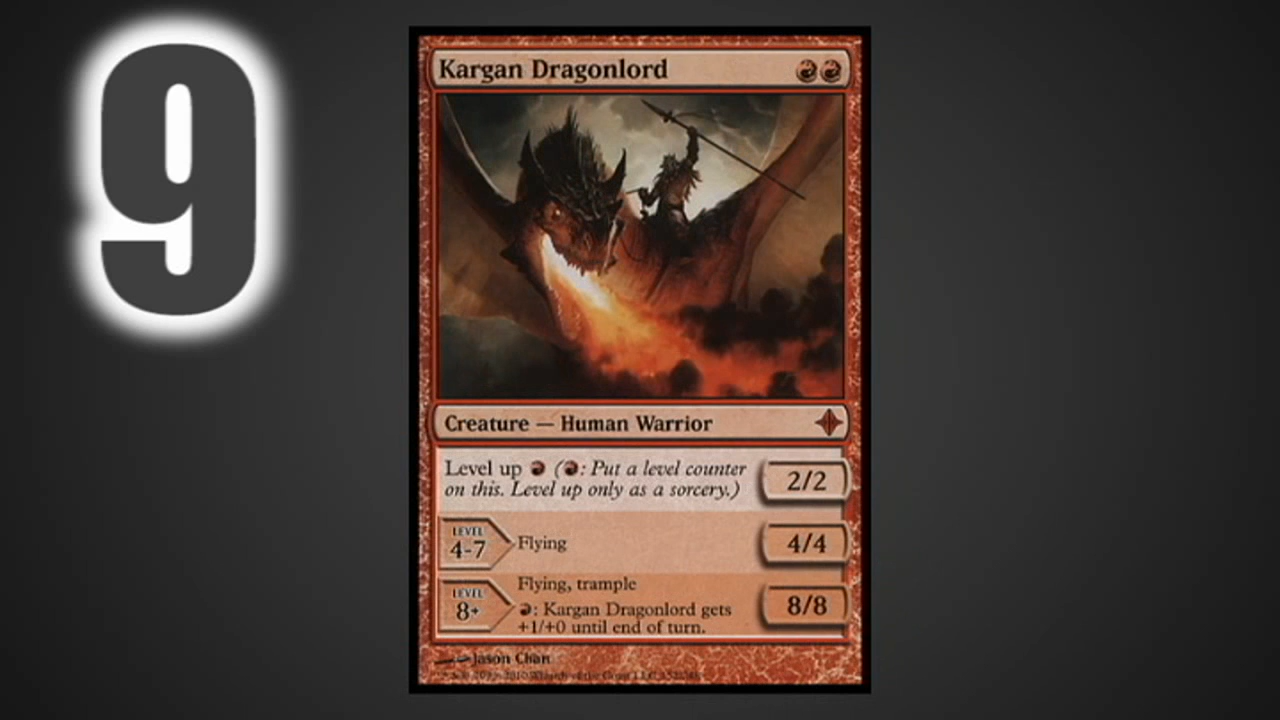 9
Kargan Dragonlord
Creature — Human Warrior
Level up (: Put a level counter
on this. Level up only as a sorcery.)
2/2
LEVEL
4-7
Flying
4/4
LEVEL
8+
Flying, trample
: Kargan Dragonlord gets
+1/+0 until end of turn.
8/8
Jason Chan